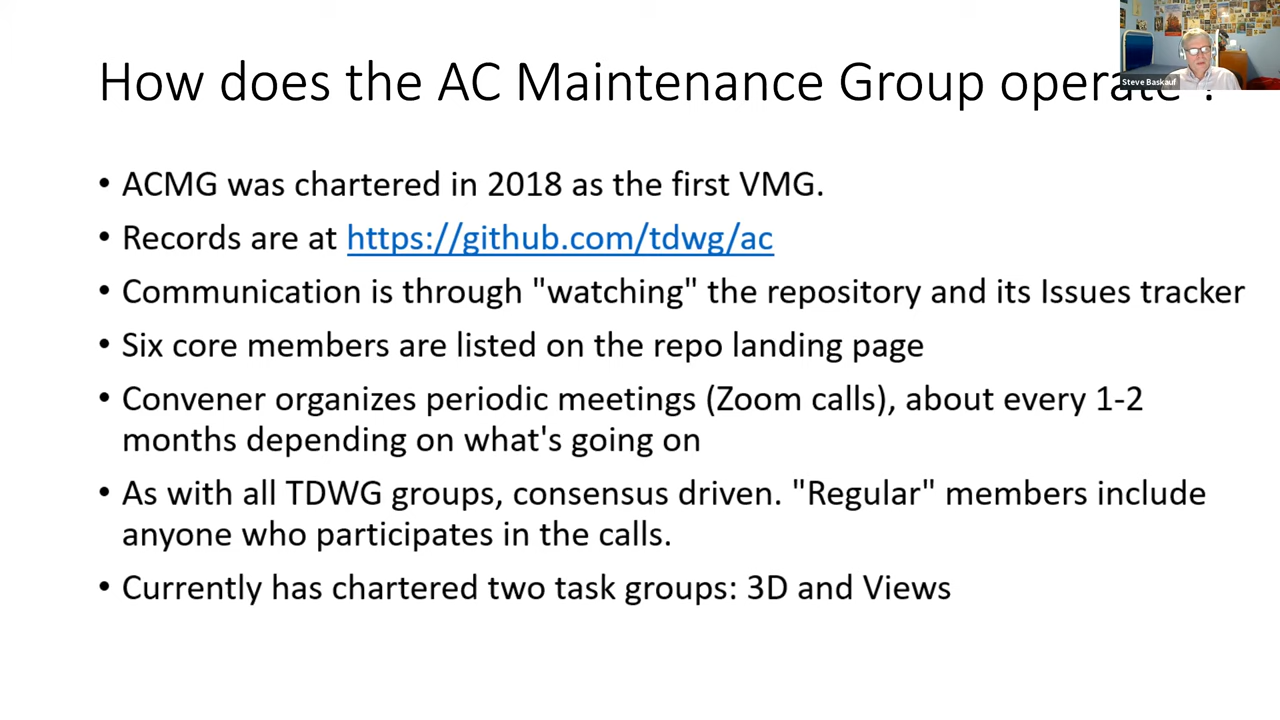 How does the AC Maintenance Group operate ?
Steve Baskauf
• ACMG was chartered in 2018 as the first VMG.
• Records are at https://github.com/tdwg/ac
• Communication is through "watching" the repository and its Issues tracker
• Six core members are listed on the repo landing page
• Convener organizes periodic meetings (Zoom calls), about every 1-2
months depending on what's going on
• As with all TDWG groups, consensus driven. "Regular" members include
anyone who participates in the calls.
• Currently has chartered two task groups: 3D and Views